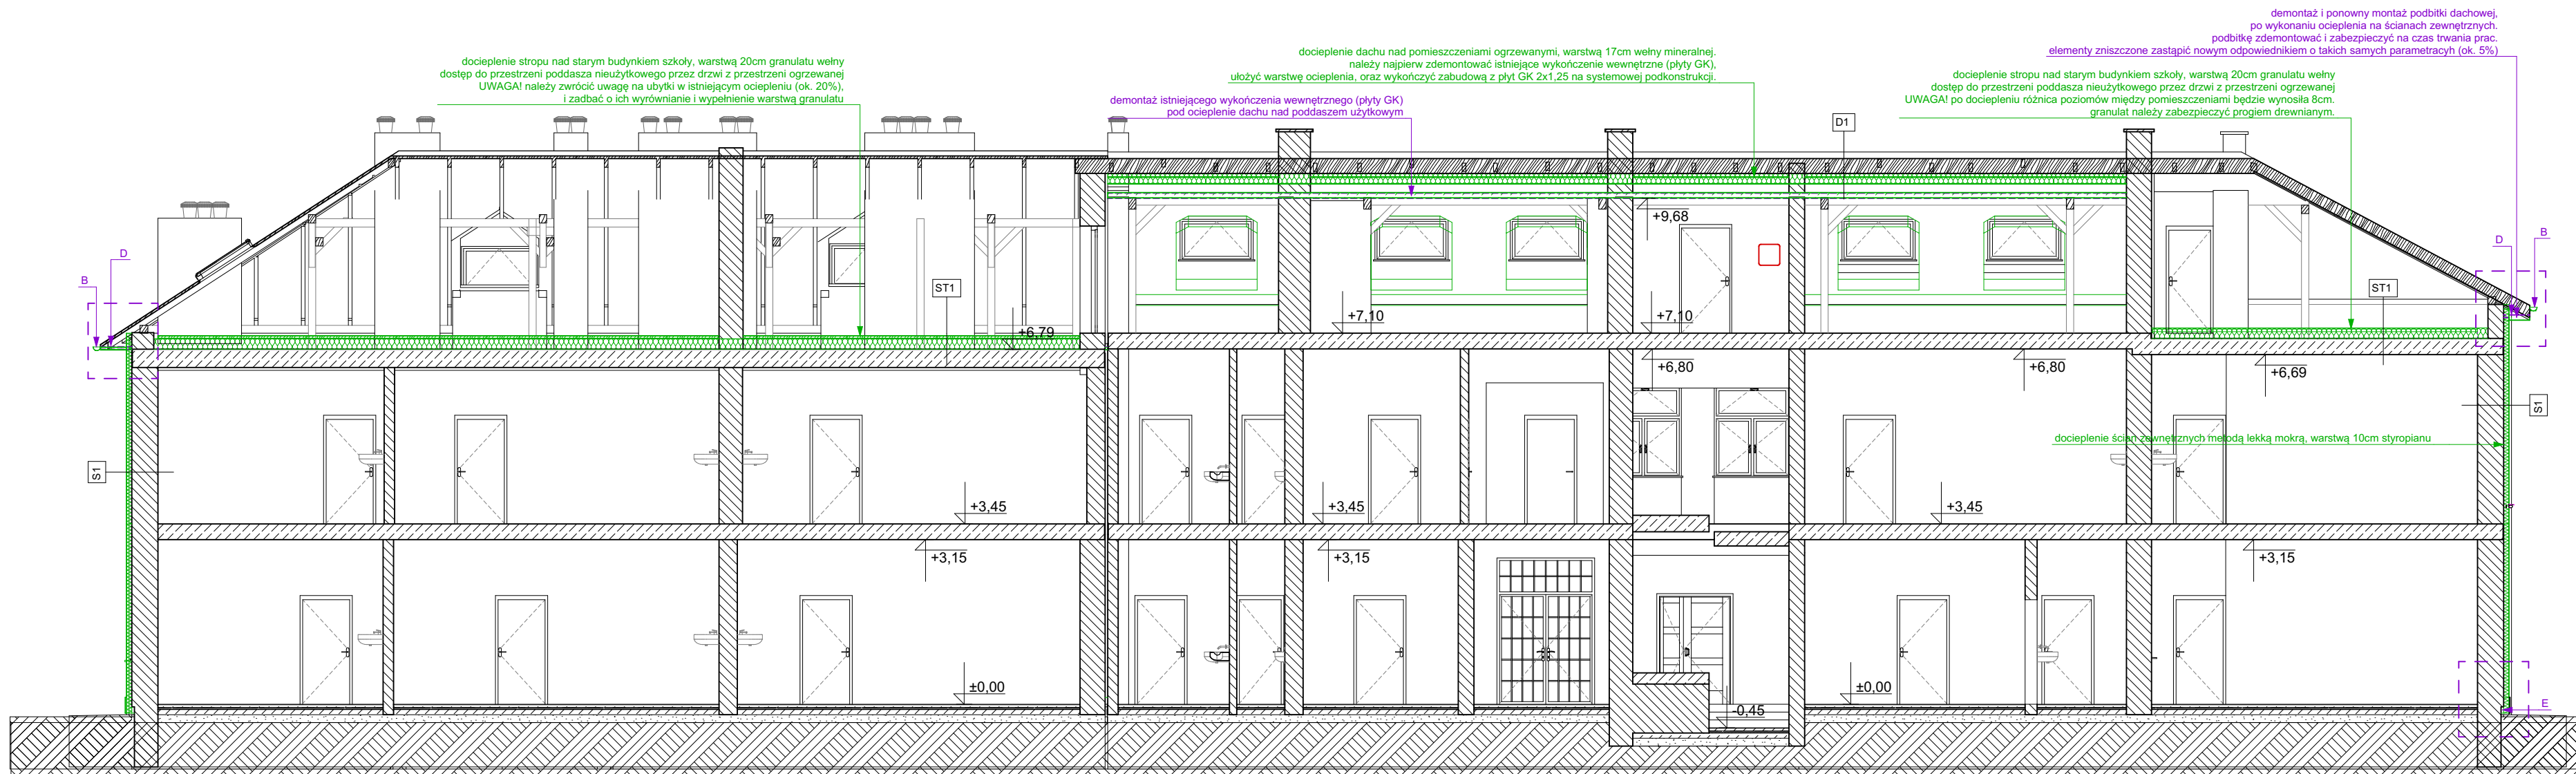 demontaż i ponowny montaż podbitki dachowej,
po wykonaniu ocieplenia na ścianach zewnętrznych.
podbitkę zdemontować i zabezpieczyć na czas trwania prac.
elementy zniszczone zastąpić nowym odpowiednikiem o takich samych parametracyh (ok. 5%)
docieplenie dachu nad pomieszczeniami ogrzewanymi, warstwą 17cm wełny mineralnej.
należy najpierw zdemontować istniejące wykończenie wewnętrzne (płyty GK),
ułożyć warstwę ocieplenia, oraz wykończyć zabudową z płyt GK 2x1,25 na systemowej podkonstrukcji.
docieplenie stropu nad starym budynkiem szkoły, warstwą 20cm granulatu wełny
dostęp do przestrzeni poddasza nieużytkowego przez drzwi z przestrzeni ogrzewanej
UWAGA! należy zwrócić uwagę na ubytki w istniejącym ociepleniu (ok. 20%),
i zadbać o ich wyrównanie i wypełnienie warstwą granulatu
docieplenie stropu nad starym budynkiem szkoły, warstwą 20cm granulatu wełny
dostęp do przestrzeni poddasza nieużytkowego przez drzwi z przestrzeni ogrzewanej
UWAGA! po dociepleniu różnica poziomów między pomieszczeniami będzie wynosiła 8cm.
granulat należy zabezpieczyć progiem drewnianym.
demontaż istniejącego wykończenia wewnętrznego (płyty GK)
pod ocieplenie dachu nad poddaszem użytkowym
D1
+9,68
B
D
D
B
ST1
ST1
+6,79
+7,10
+7,10
+6,80
+6,80
+6,69
S1
docieplenie ścian zewnętrznych metodą lekką mokrą, warstwą 10cm styropianu
S1
+3,45
+3,45
+3,45
+3,15
+3,15
+3,15
±0,00
±0,00
-0,45
E